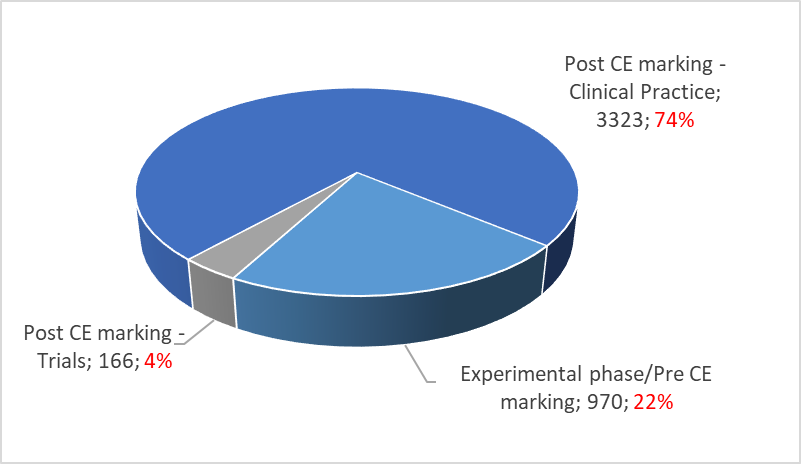 Post CE marking -
Clinical Practice;
3323; 74%
Post CE marking -
Trials; 166; 4%
Experimental phase/Pre CE
marking; 970; 22%